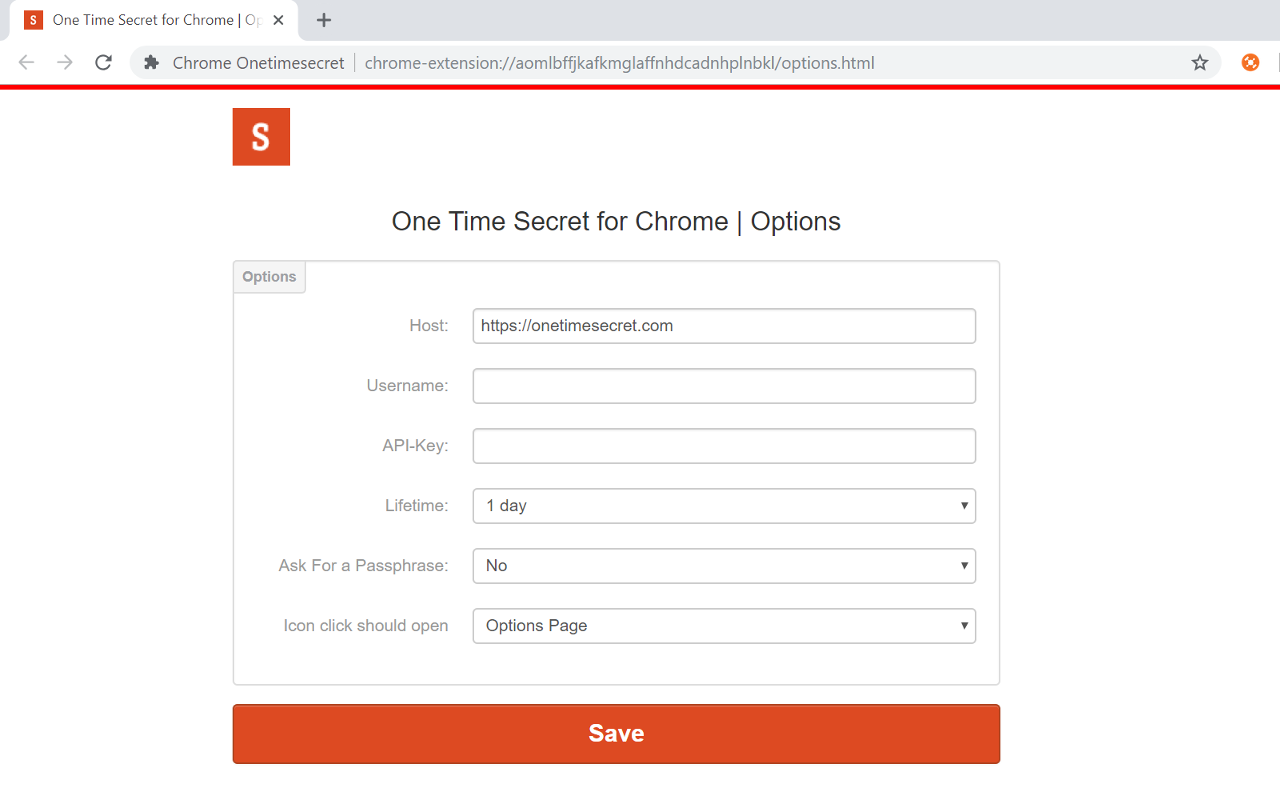 S One Time Secret for Chrome | Op
Chrome Onetimesecret chrome-extension://aomlbffjkafkmglaffnhdcadnhplnbkl/options.html
S
One Time Secret for Chrome | Options
Options
Host: https://onetimesecret.com
Username:
API-Key:
Lifetime: 1 day
Ask For a Passphrase: No
Icon click should open Options Page
Save